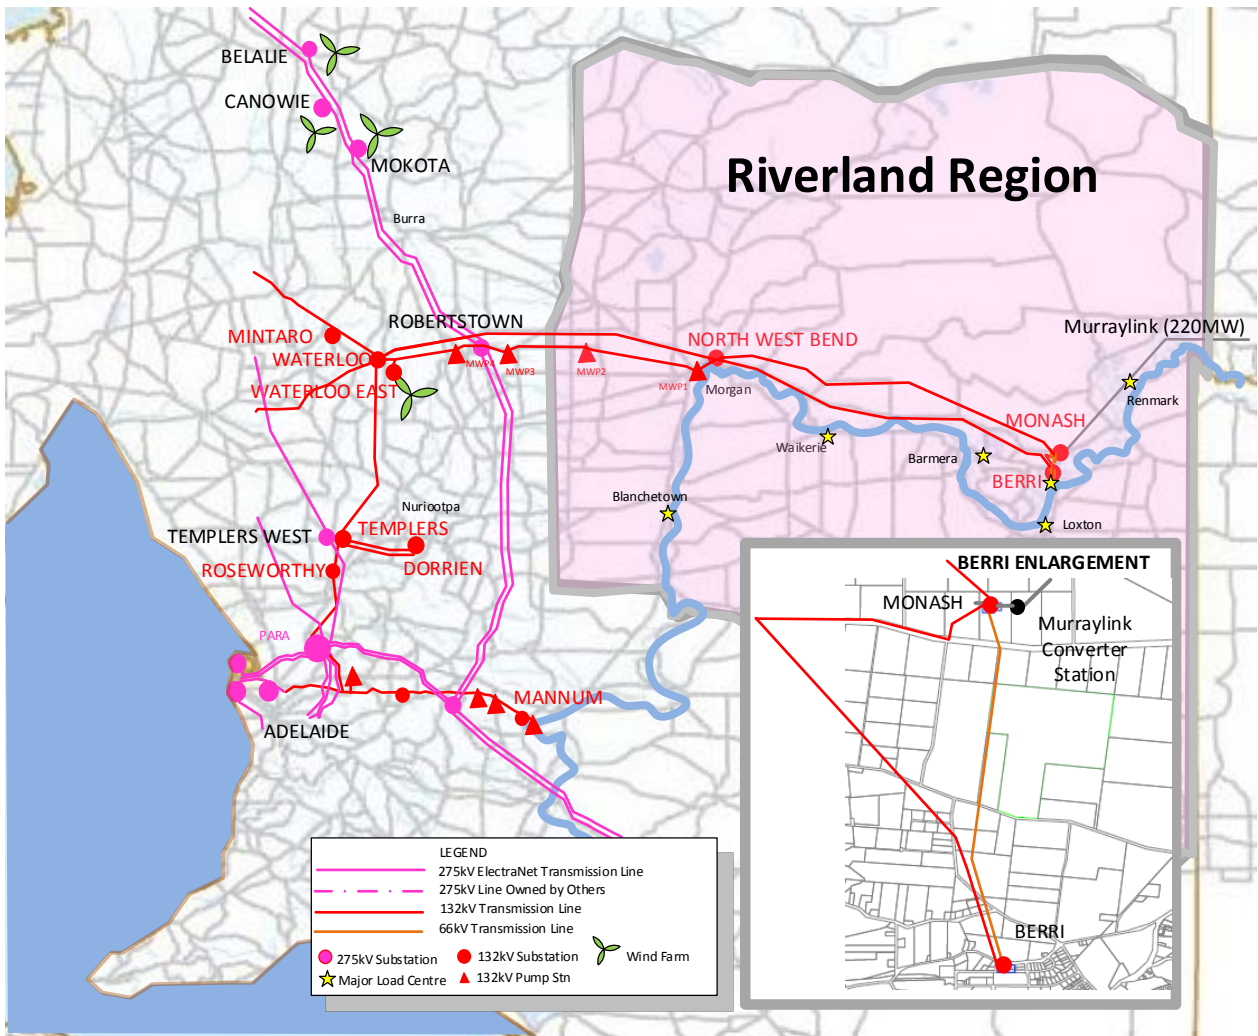 BELALIE
CANOWIE
MOKOTA
Riverland Region
Burra
ROBERTSTOWN
Murraylink (220MW)
MINTARO
NORTH WEST BEND
WATERLOO
MWP4
MWP3
MWP2
MWP1
Morgan
WATERLOO EAST
Renmark
MONASH
Waikerie
Barmera
BERRI
Blanchetown
Nuriootpa
Loxton
TEMPLERS WEST
TEMPLERS
ROSEWORTHY
DORRIEN
BERRI ENLARGEMENT
MONASH
Murraylink
Converter
Station
PARA
MANNUM
ADELAIDE
BERRI
LEGEND
275kV ElectraNet Transmission Line
275kV Line Owned by Others
132kV Transmission Line
66kV Transmission Line
275kV Substation
132kV Substation
Wind Farm
Major Load Centre
132kV Pump Stn